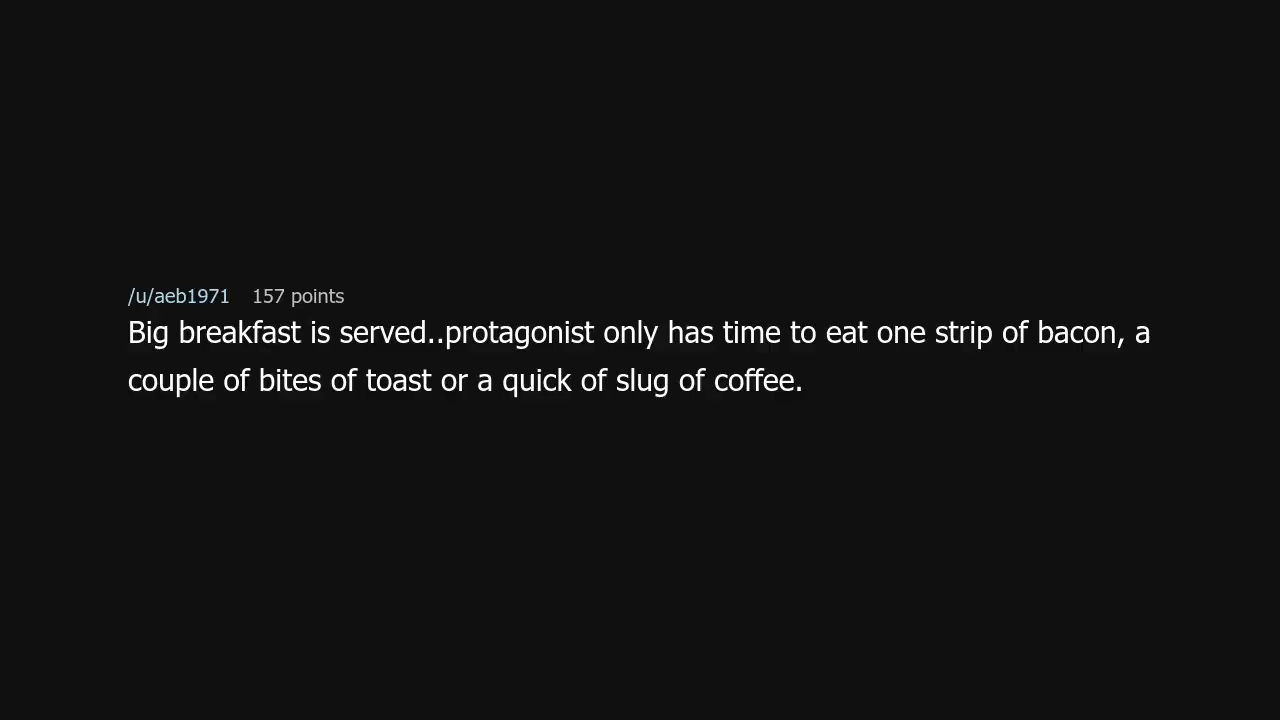 /u/aeb1971 157 points
Big breakfast is served..protagonist only has time to eat one strip of bacon, a
couple of bites of toast or a quick of slug of coffee.